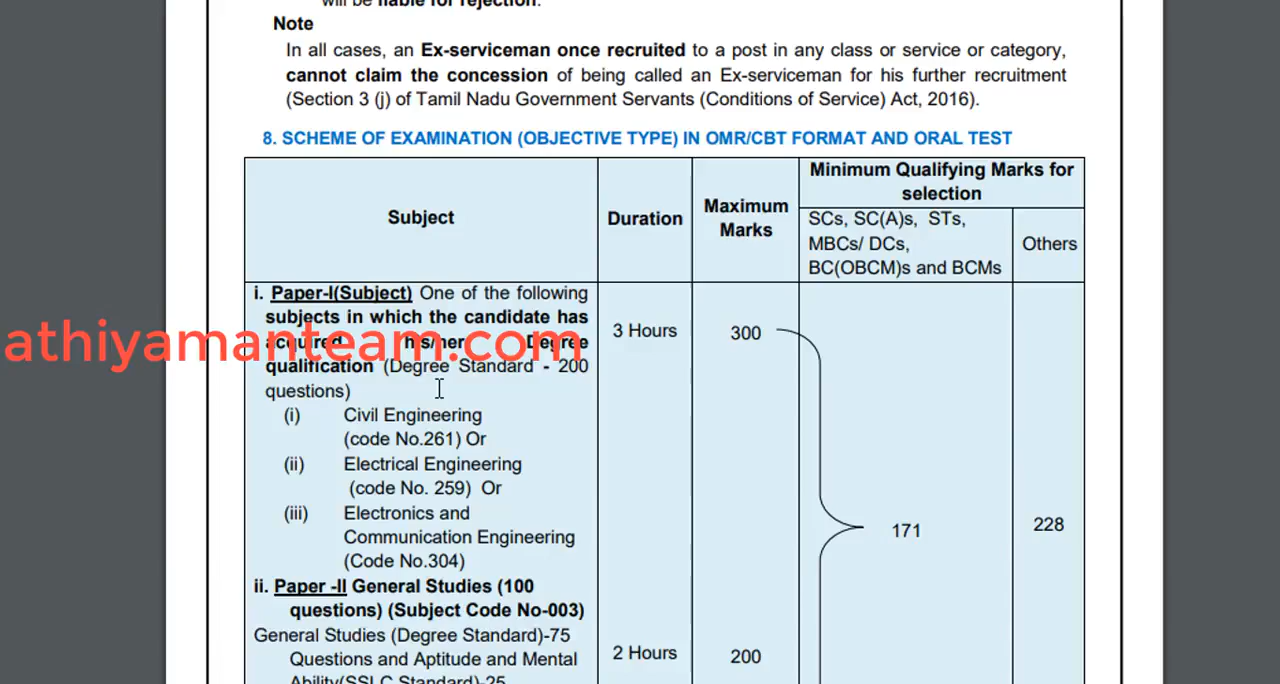 will be liable for rejection.
Note
In all cases, an Ex-serviceman once recruited to a post in any class or service or category,
cannot claim the concession of being called an Ex-serviceman for his further recruitment
(Section 3 (j) of Tamil Nadu Government Servants (Conditions of Service) Act, 2016).
8. SCHEME OF EXAMINATION (OBJECTIVE TYPE) IN OMR/CBT FORMAT AND ORAL TEST
Subject
Duration
Maximum
Marks
Minimum Qualifying Marks for
selection
SCs, SC(A)s, STs,
MBCs/ DCs,
BC(OBCM)s and BCMs
Others
i. Paper-I(Subject) One of the following
subjects in which the candidate has
acquired his/her Degree
qualification (Degree Standard - 200
questions)
(i) Civil Engineering
(code No.261) Or
(ii) Electrical Engineering
(code No. 259) Or
(iii) Electronics and
Communication Engineering
(Code No.304)
3 Hours
300
171
228
ii. Paper -II General Studies (100
questions) (Subject Code No-003)
General Studies (Degree Standard)-75
Questions and Aptitude and Mental
Ability(SSLC Standard)-25
2 Hours
200
athiyamanteam.com